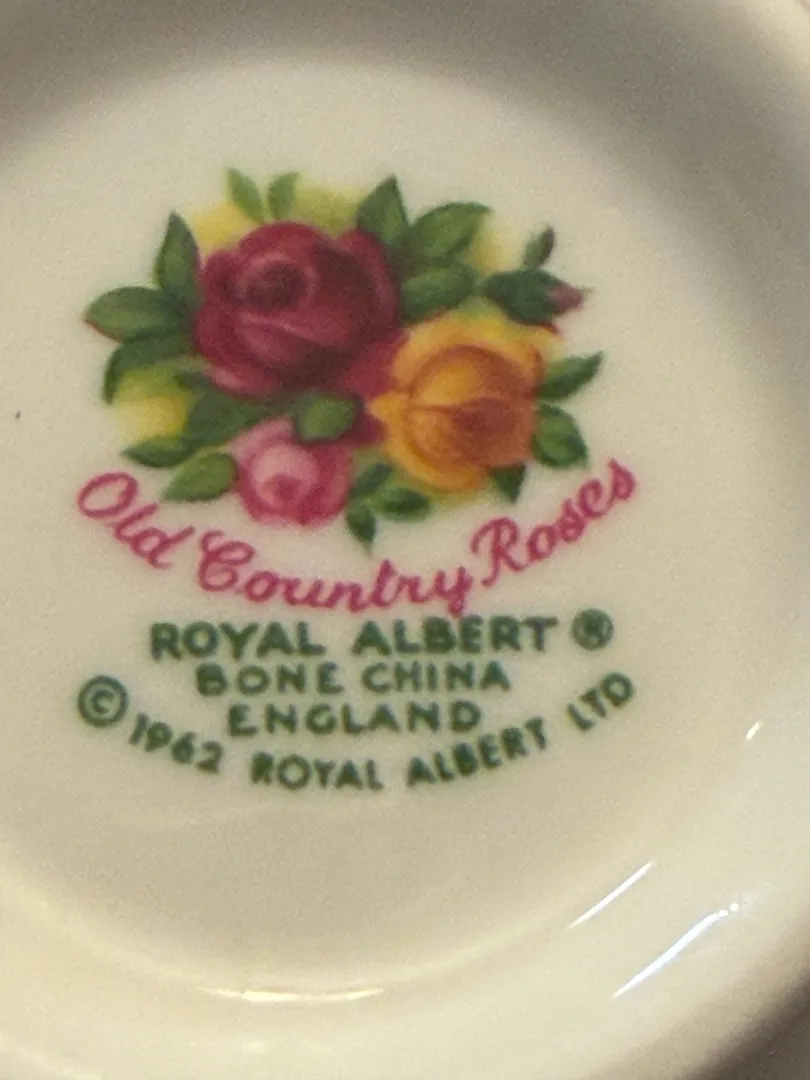 Old Country Roses
ROYAL ALBERT ®
BONE CHINA
ENGLAND
© 1962 ROYAL ALBERT LTD